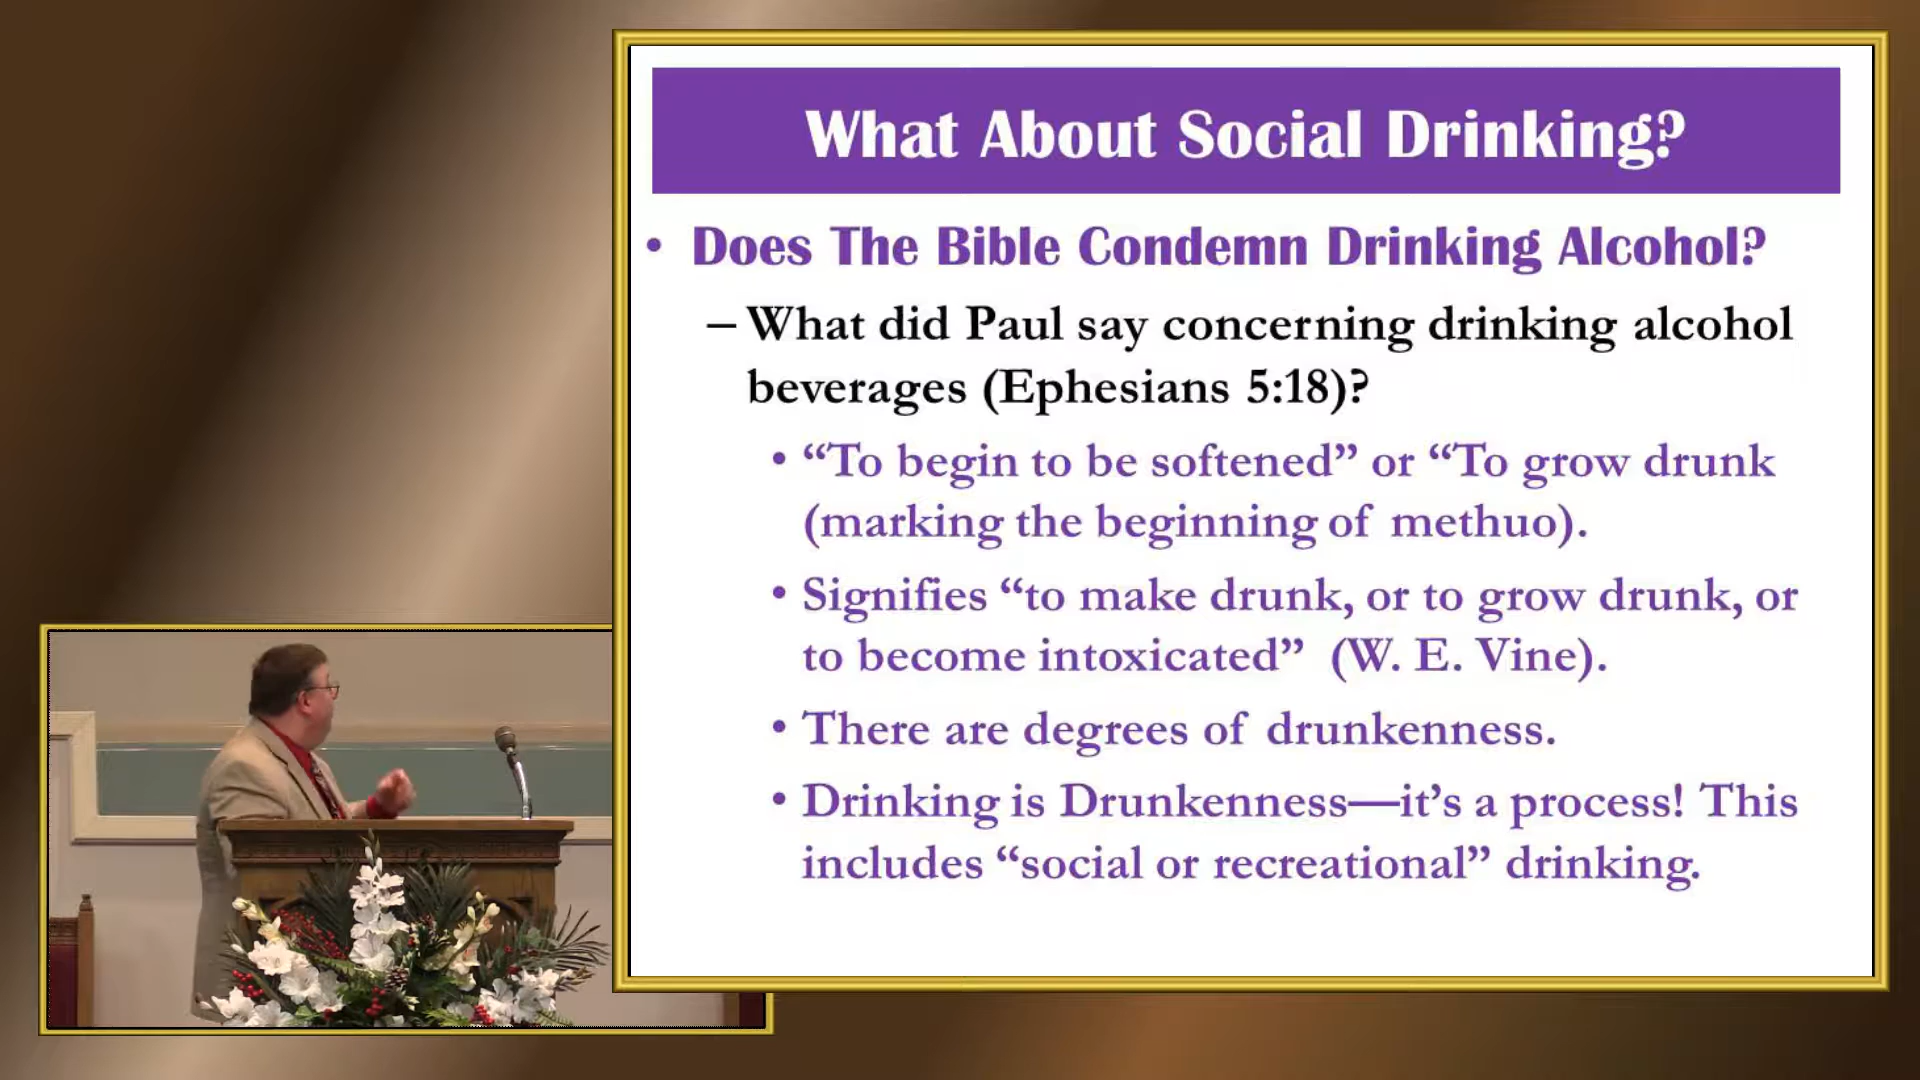 What About Social Drinking?
• Does The Bible Condemn Drinking Alcohol?
– What did Paul say concerning drinking alcohol
beverages (Ephesians 5:18)?
• “To begin to be softened” or “To grow drunk
(marking the beginning of methuo).
• Signifies “to make drunk, or to grow drunk, or
to become intoxicated” (W. E. Vine).
• There are degrees of drunkenness.
• Drinking is Drunkenness—it’s a process! This
includes “social or recreational” drinking.